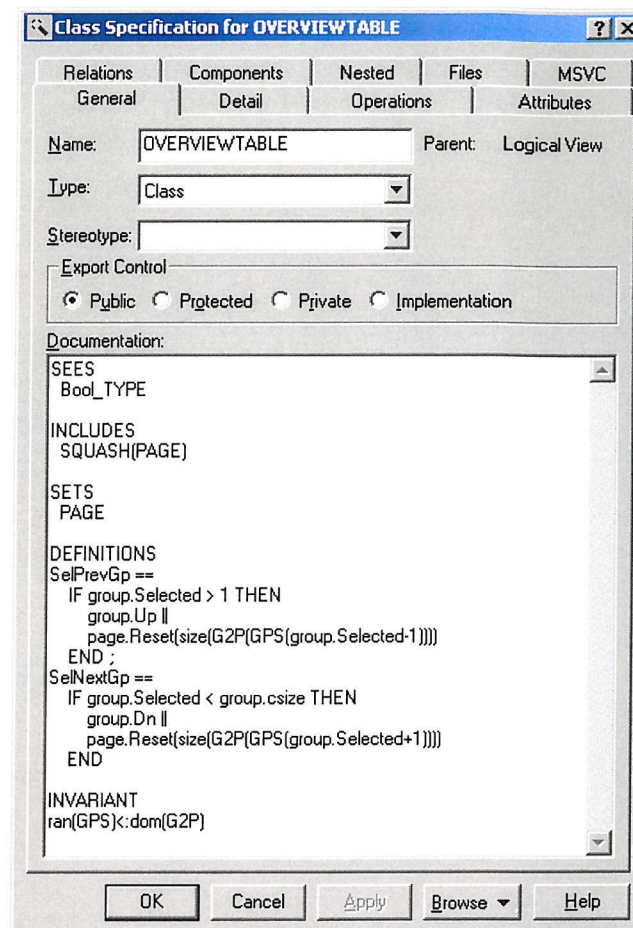 Class Specification for OVERVIEWTABLE
Relations Components Nested Files MSVC
General Detail Operations Attributes
Name: OVERVIEWTABLE Parent: Logical View
Type: Class
Stereotype:
Export Control
Public Protected Private Implementation
Documentation:
SEES
Bool_TYPE
INCLUDES
SQUASH(PAGE)
SETS
PAGE
DEFINITIONS
SelPrevGp ==
IF group.Selected > 1 THEN
group.Up ||
page.Reset(size(G2P(GPS(group.Selected-1))))
END ;
SelNextGp ==
IF group.Selected < group.csize THEN
group.Dn ||
page.Reset(size(G2P(GPS(group.Selected+1))))
END
INVARIANT
ran(GPS)<:dom(G2P)
OK Cancel Apply Browse Help